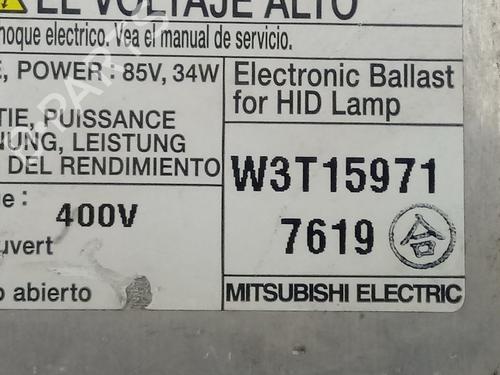 EL VOLTAJE ALTO
hoque electrico. Vea el manual de servicio.
, POWER : 85V, 34W
TIE, PUISSANCE
NUNG, LEISTUNG
DEL RENDIMIENTO
e :
400V
uvert
o abierto
Electronic Ballast
for HID Lamp
W3T15971
7619 合
MITSUBISHI ELECTRIC